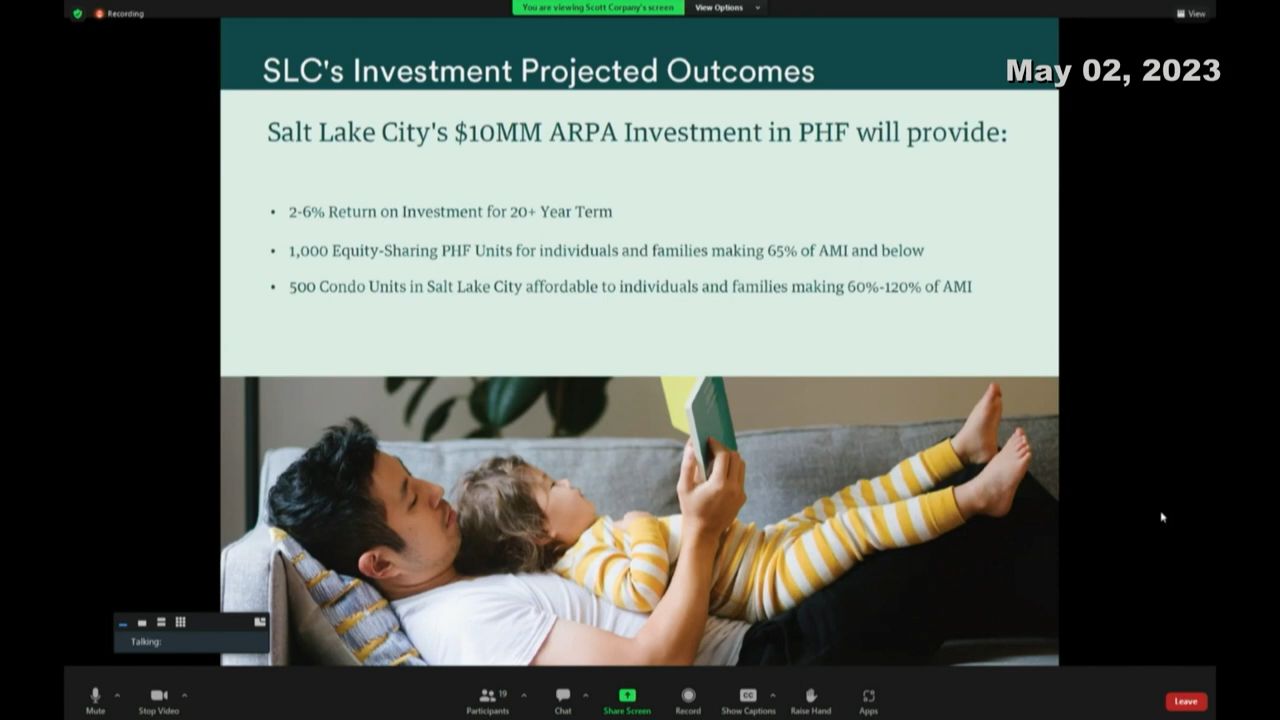 Recording
You are viewing Scott Corpany's screen
View Options
View
SLC's Investment Projected Outcomes
May 02, 2023
Salt Lake City's $10MM ARPA Investment in PHF will provide:
• 2-6% Return on Investment for 20+ Year Term
• 1,000 Equity-Sharing PHF Units for individuals and families making 65% of AMI and below
• 500 Condo Units in Salt Lake City affordable to individuals and families making 60%-120% of AMI
Talking:
Mute
Stop Video
19
Participants
Chat
Share Screen
Record
CC
Show Captions
Raise Hand
Apps
Leave